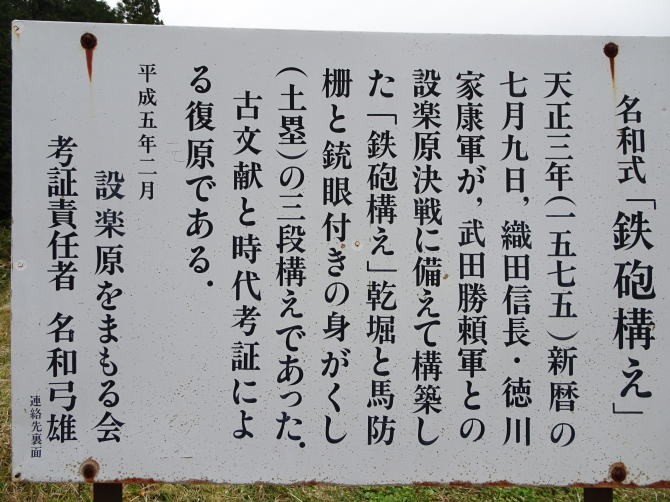 名和式「鉄砲構え」
天正三年(一五七五)新暦の
七月九日，織田信長・徳川
家康軍が，武田勝頼軍との
設楽原決戦に備えて構築し
た「鉄砲構え」乾堀と馬防
柵と銃眼付きの身がくし
(土塁)の三段構えであった．
古文献と時代考証によ
る復原である．
平成五年二月
設楽原をまもる会
考証責任者 名和弓雄
連絡先裏面